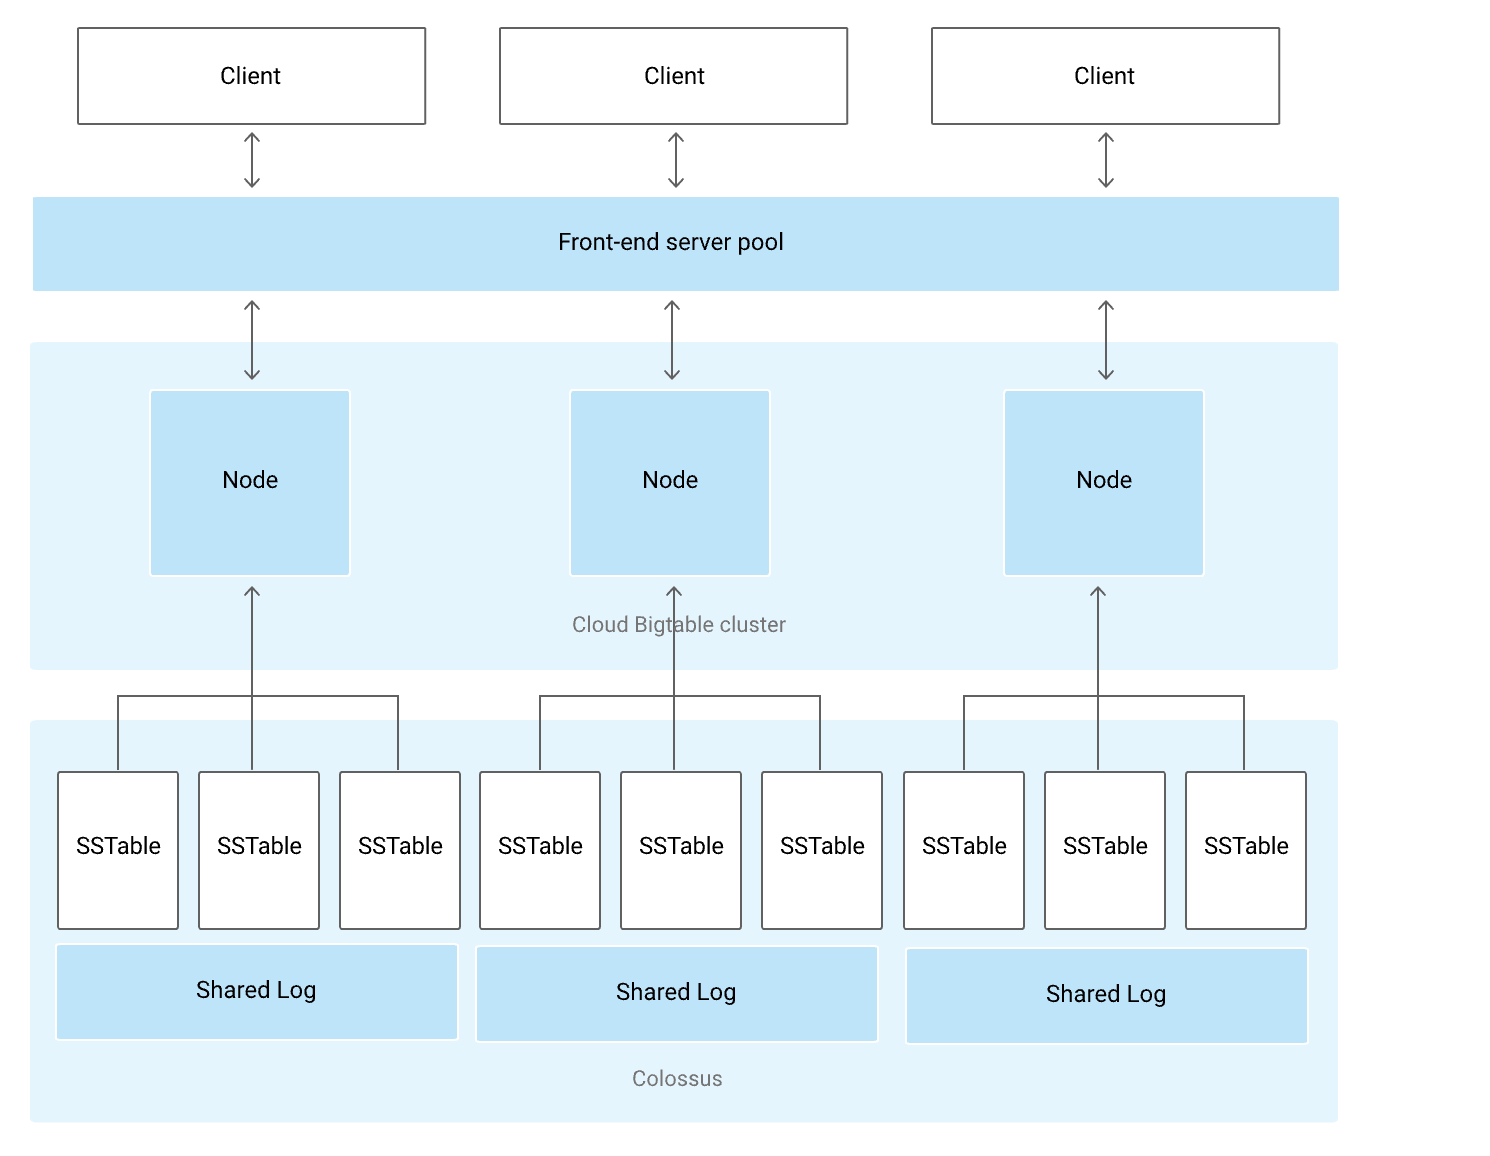 Client
Client
Client
Front-end server pool
Node
Node
Node
Cloud Bigtable cluster
SSTable
SSTable
SSTable
SSTable
SSTable
SSTable
SSTable
SSTable
SSTable
Shared Log
Shared Log
Shared Log
Colossus